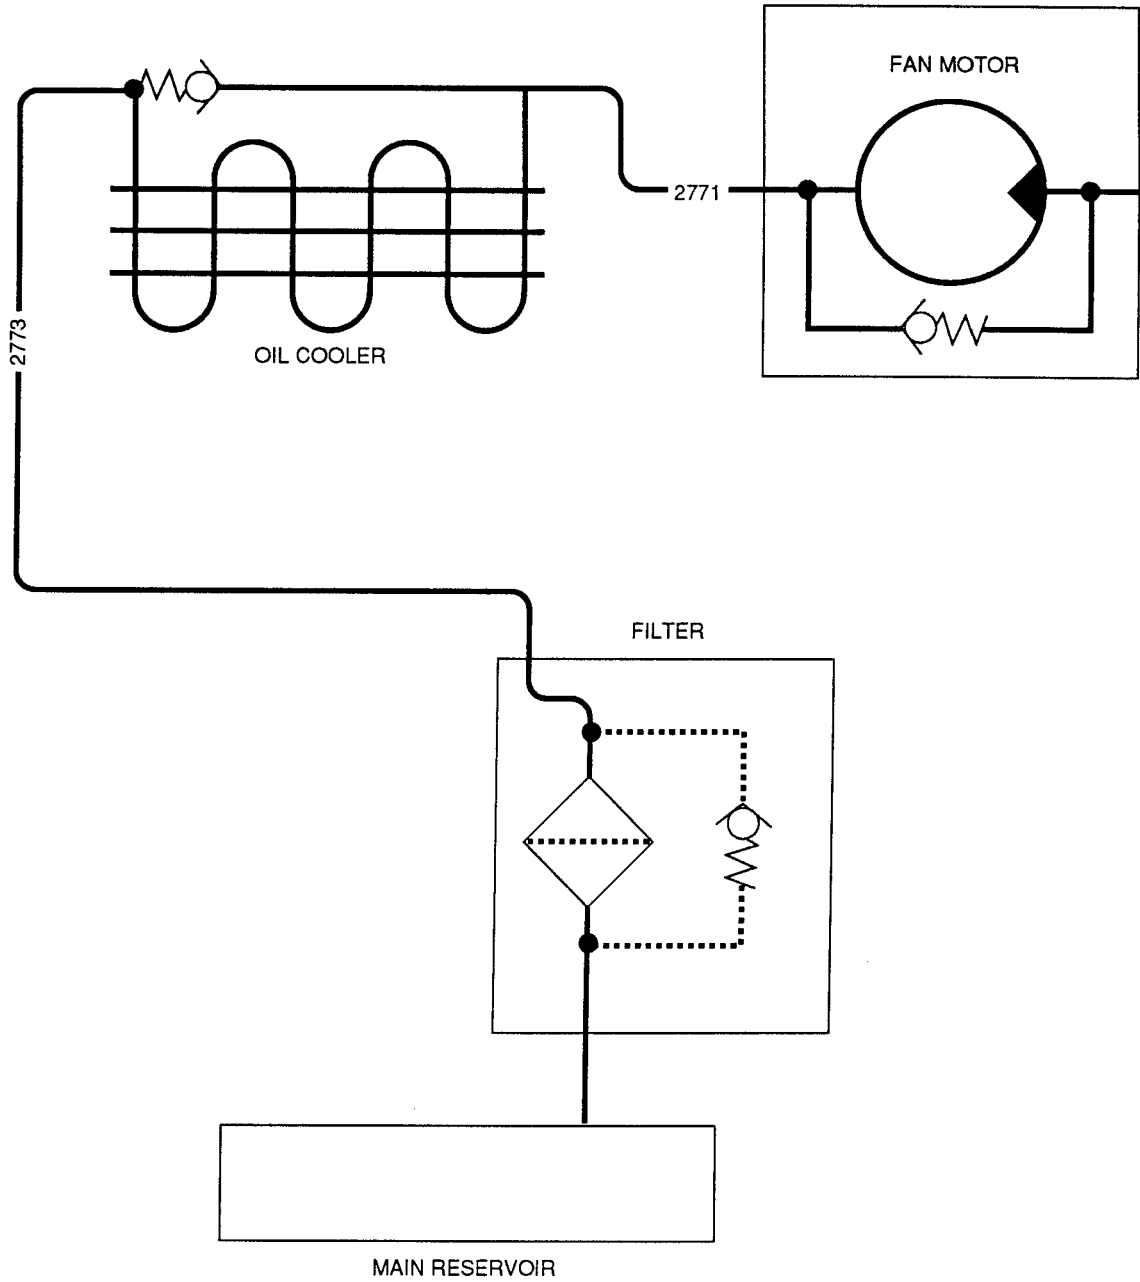 FAN MOTOR
2771
OIL COOLER
2773
FILTER
MAIN RESERVOIR